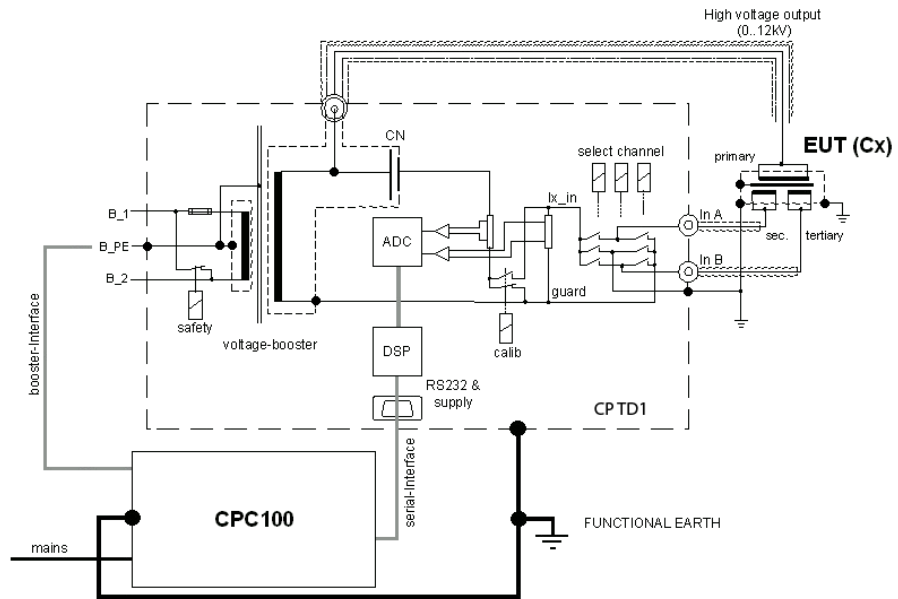 High voltage output
(0..12kV)
EUT (Cx)
primary
CN
select channel
Ix_in
B_1
In A
ADC
B_PE
sec.
tertiary
In B
B_2
guard
safety
voltage-booster
calib
DSP
booster-Interface
RS232 &
supply
CPTD1
serial-Interface
CPC100
FUNCTIONAL EARTH
mains